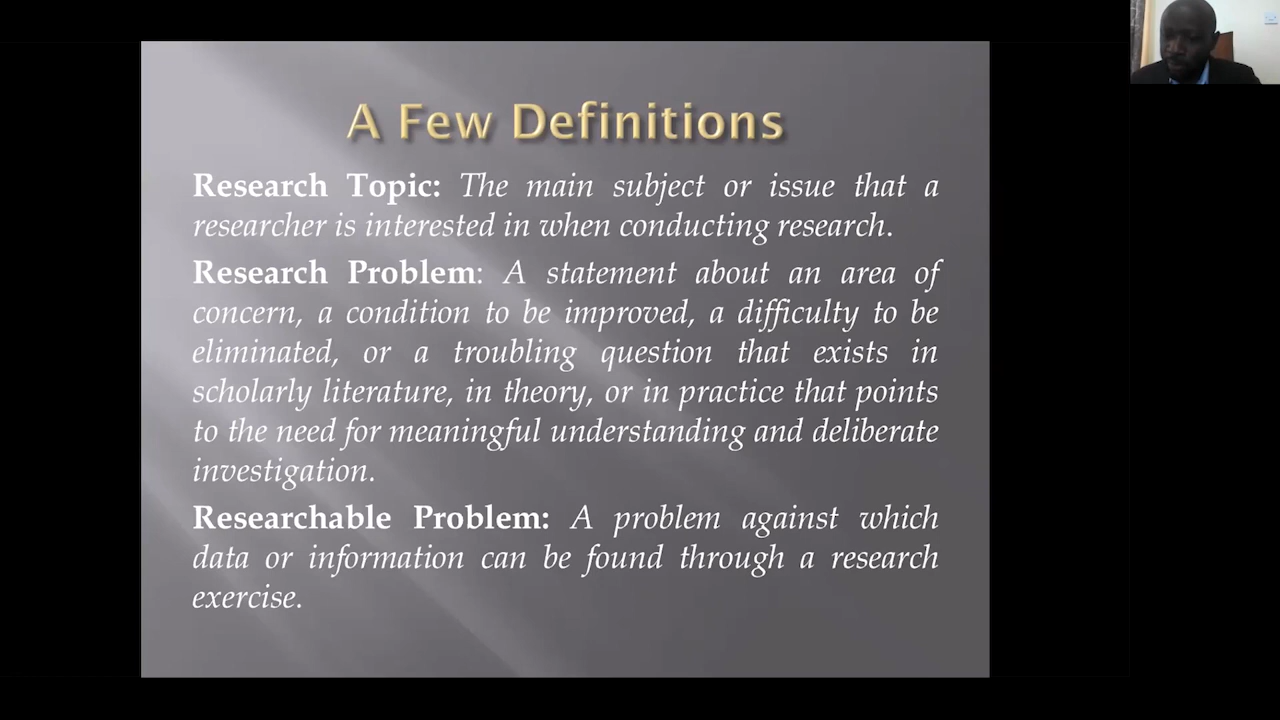 A Few Definitions
Research Topic: The main subject or issue that a
researcher is interested in when conducting research.
Research Problem: A statement about an area of
concern, a condition to be improved, a difficulty to be
eliminated, or a troubling question that exists in
scholarly literature, in theory, or in practice that points
to the need for meaningful understanding and deliberate
investigation.
Researchable Problem: A problem against which
data or information can be found through a research
exercise.